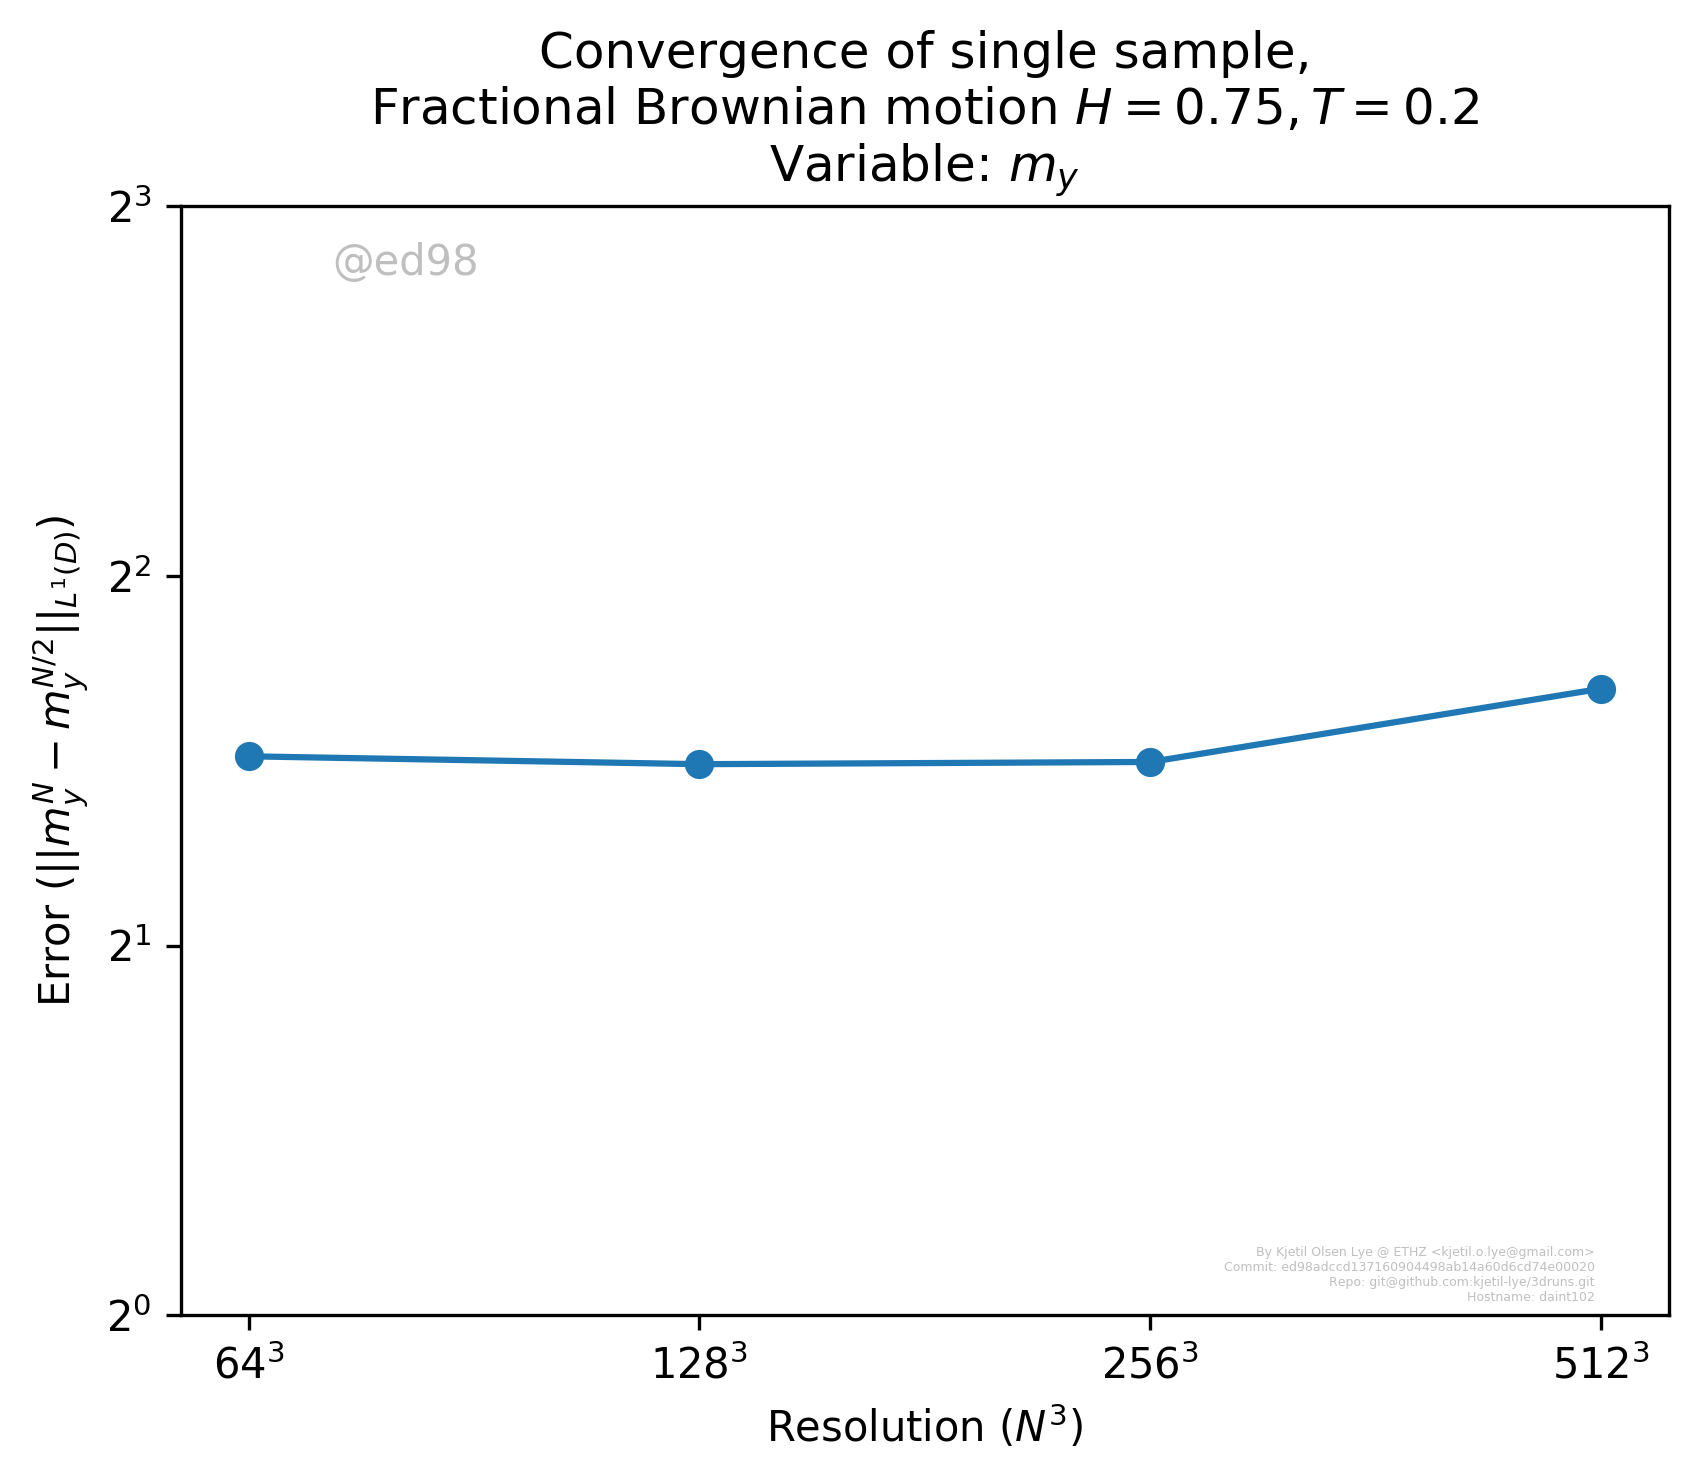 Convergence of single sample,
Fractional Brownian motion H = 0.75, T = 0.2
Variable: m_y
2^3
@ed98
2^2
2^1
2^0
Error (||m_y^N − m_y^{N/2}||_{L^1(D)})
By Kjetil Olsen Lye @ ETHZ <kjetil.o.lye@gmail.com>
Commit: ed98adccd137160904498ab14a60d6cd74e00020
Repo: git@github.com:kjetil-lye/3druns.git
Hostname: daint102
64^3 128^3 256^3 512^3
Resolution (N^3)